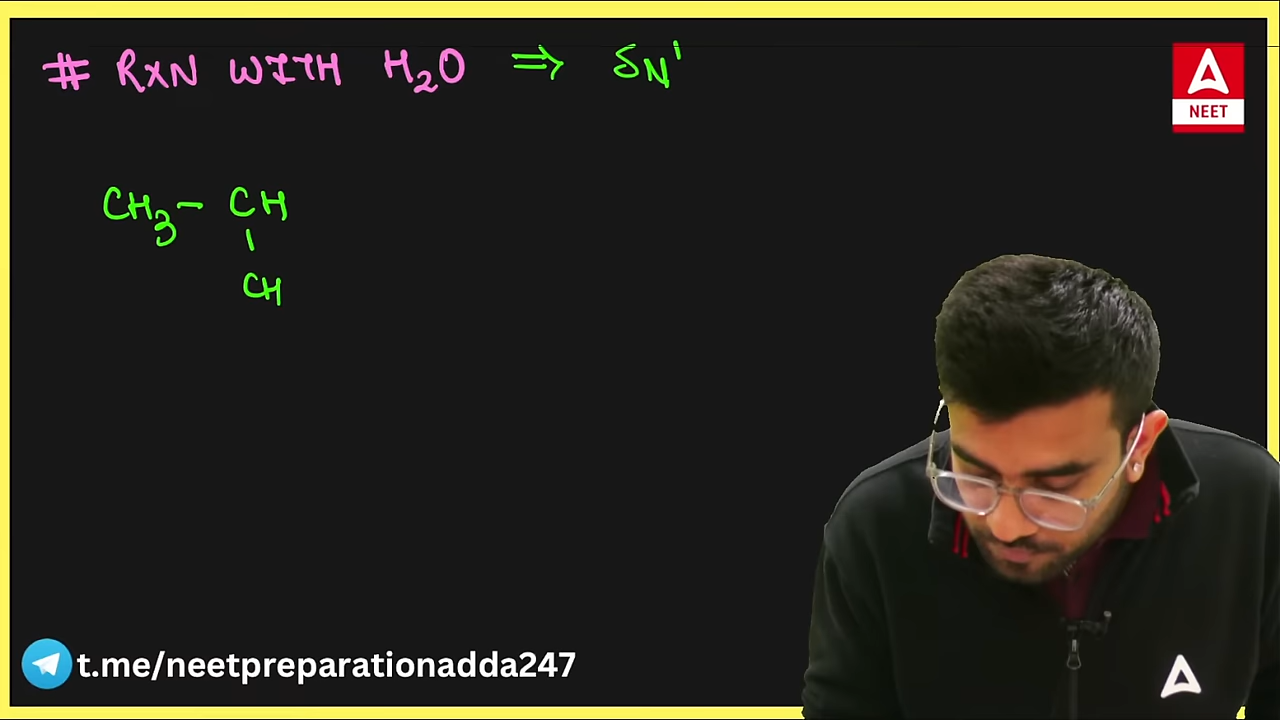 # RXN WITH H2O ⇒ SN1
NEET
CH3 - CH
|
CH
t.me/neetpreparationadda247